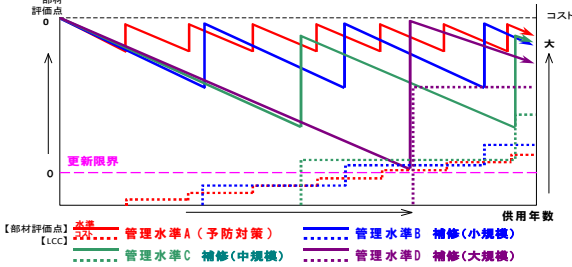 部材
評価点
コスト
0
大
更新限界
0
供用年数
【部材評価点】 水準 管理水準A(予防対策) 管理水準B 補修(小規模)
【LCC】 コスト
管理水準C 補修(中規模) 管理水準D 補修(大規模)